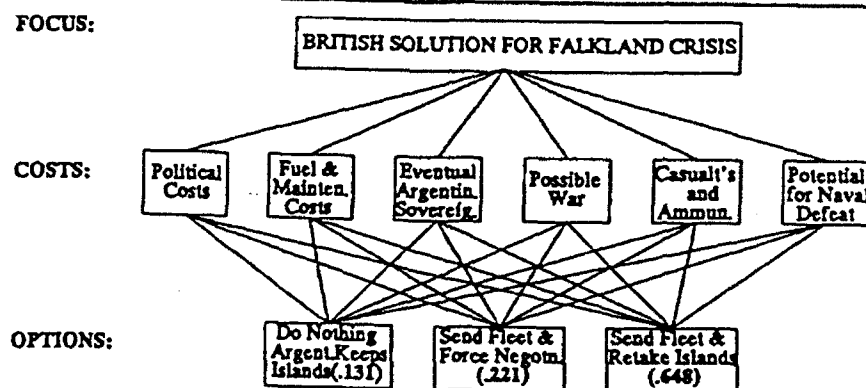 FOCUS:
BRITISH SOLUTION FOR FALKLAND CRISIS
COSTS:
Political
Costs
Fuel &
Mainten.
Costs
Eventual
Argentin.
Sovereig.
Possible
War
Casualt's
and
Ammun.
Potential
for Naval
Defeat
OPTIONS:
Do Nothing
Argent.Keeps
Islands(.131)
Send Fleet &
Force Negotn.
(.221)
Send Fleet &
Retake Islands
(.648)